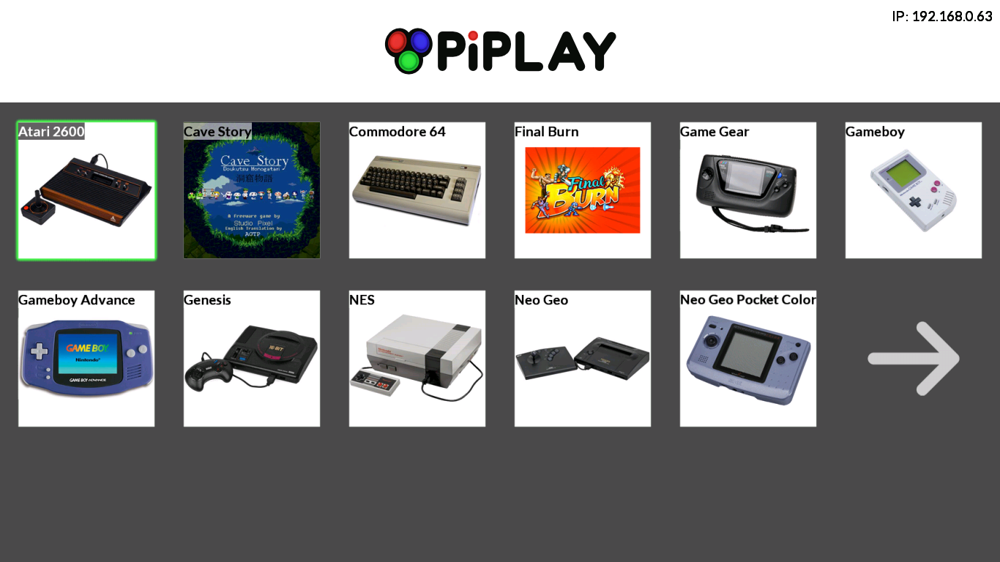 IP: 192.168.0.63
PiPLAY
Atari 2600
Cave Story
Commodore 64
Final Burn
Game Gear
Gameboy
Cave Story
Doukutsu Monogatari
洞窟物語
A freeware game by
Studio Pixel
English Translation by
AGTP
Final
BURN
Gameboy Advance
Genesis
NES
Neo Geo
Neo Geo Pocket Color
GAME BOY
Nintendo
GAME BOY ADVANCE
16-BIT